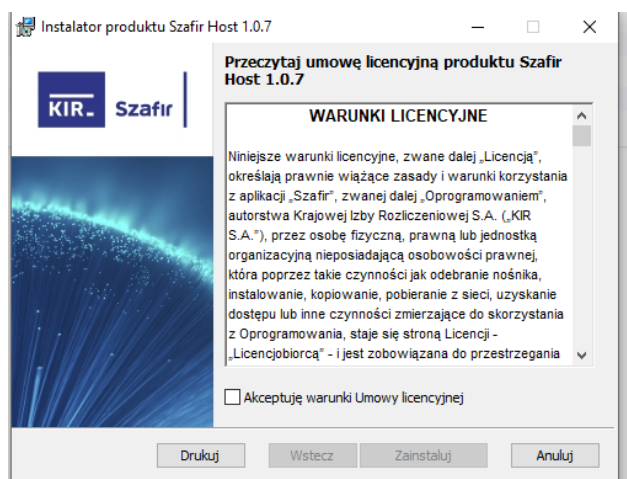 Instalator produktu Szafir Host 1.0.7
Przeczytaj umowę licencyjną produktu Szafir
Host 1.0.7
KIR
Szafir
WARUNKI LICENCYJNE
Niniejsze warunki licencyjne, zwane dalej „Licencją”,
określają prawnie wiążące zasady i warunki korzystania
z aplikacji „Szafir”, zwanej dalej „Oprogramowaniem”,
autorstwa Krajowej Izby Rozliczeniowej S.A. („KIR
S.A.”), przez osobę fizyczną, prawną lub jednostką
organizacyjną nieposiadającą osobowości prawnej,
która poprzez takie czynności jak odebranie nośnika,
instalowanie, kopiowanie, pobieranie z sieci, uzyskanie
dostępu lub inne czynności zmierzające do skorzystania
z Oprogramowania, staje się stroną Licencji -
„Licencjobiorcą” - i jest zobowiązana do przestrzegania
Akceptuję warunki Umowy licencyjnej
Drukuj
Wstecz
Zainstaluj
Anuluj